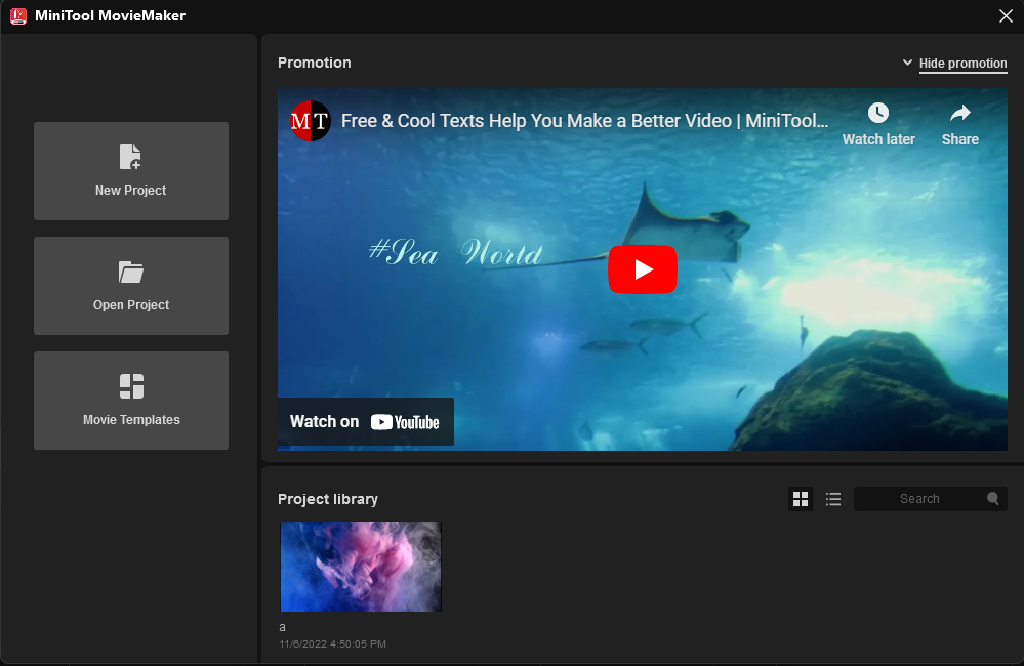 MiniTool MovieMaker
New Project
Open Project
Movie Templates
Promotion
Hide promotion
MT
Free & Cool Texts Help You Make a Better Video | MiniTool...
Watch later
Share
#Sea World
Watch on YouTube
Project library
Search
a
11/6/2022 4:50:05 PM